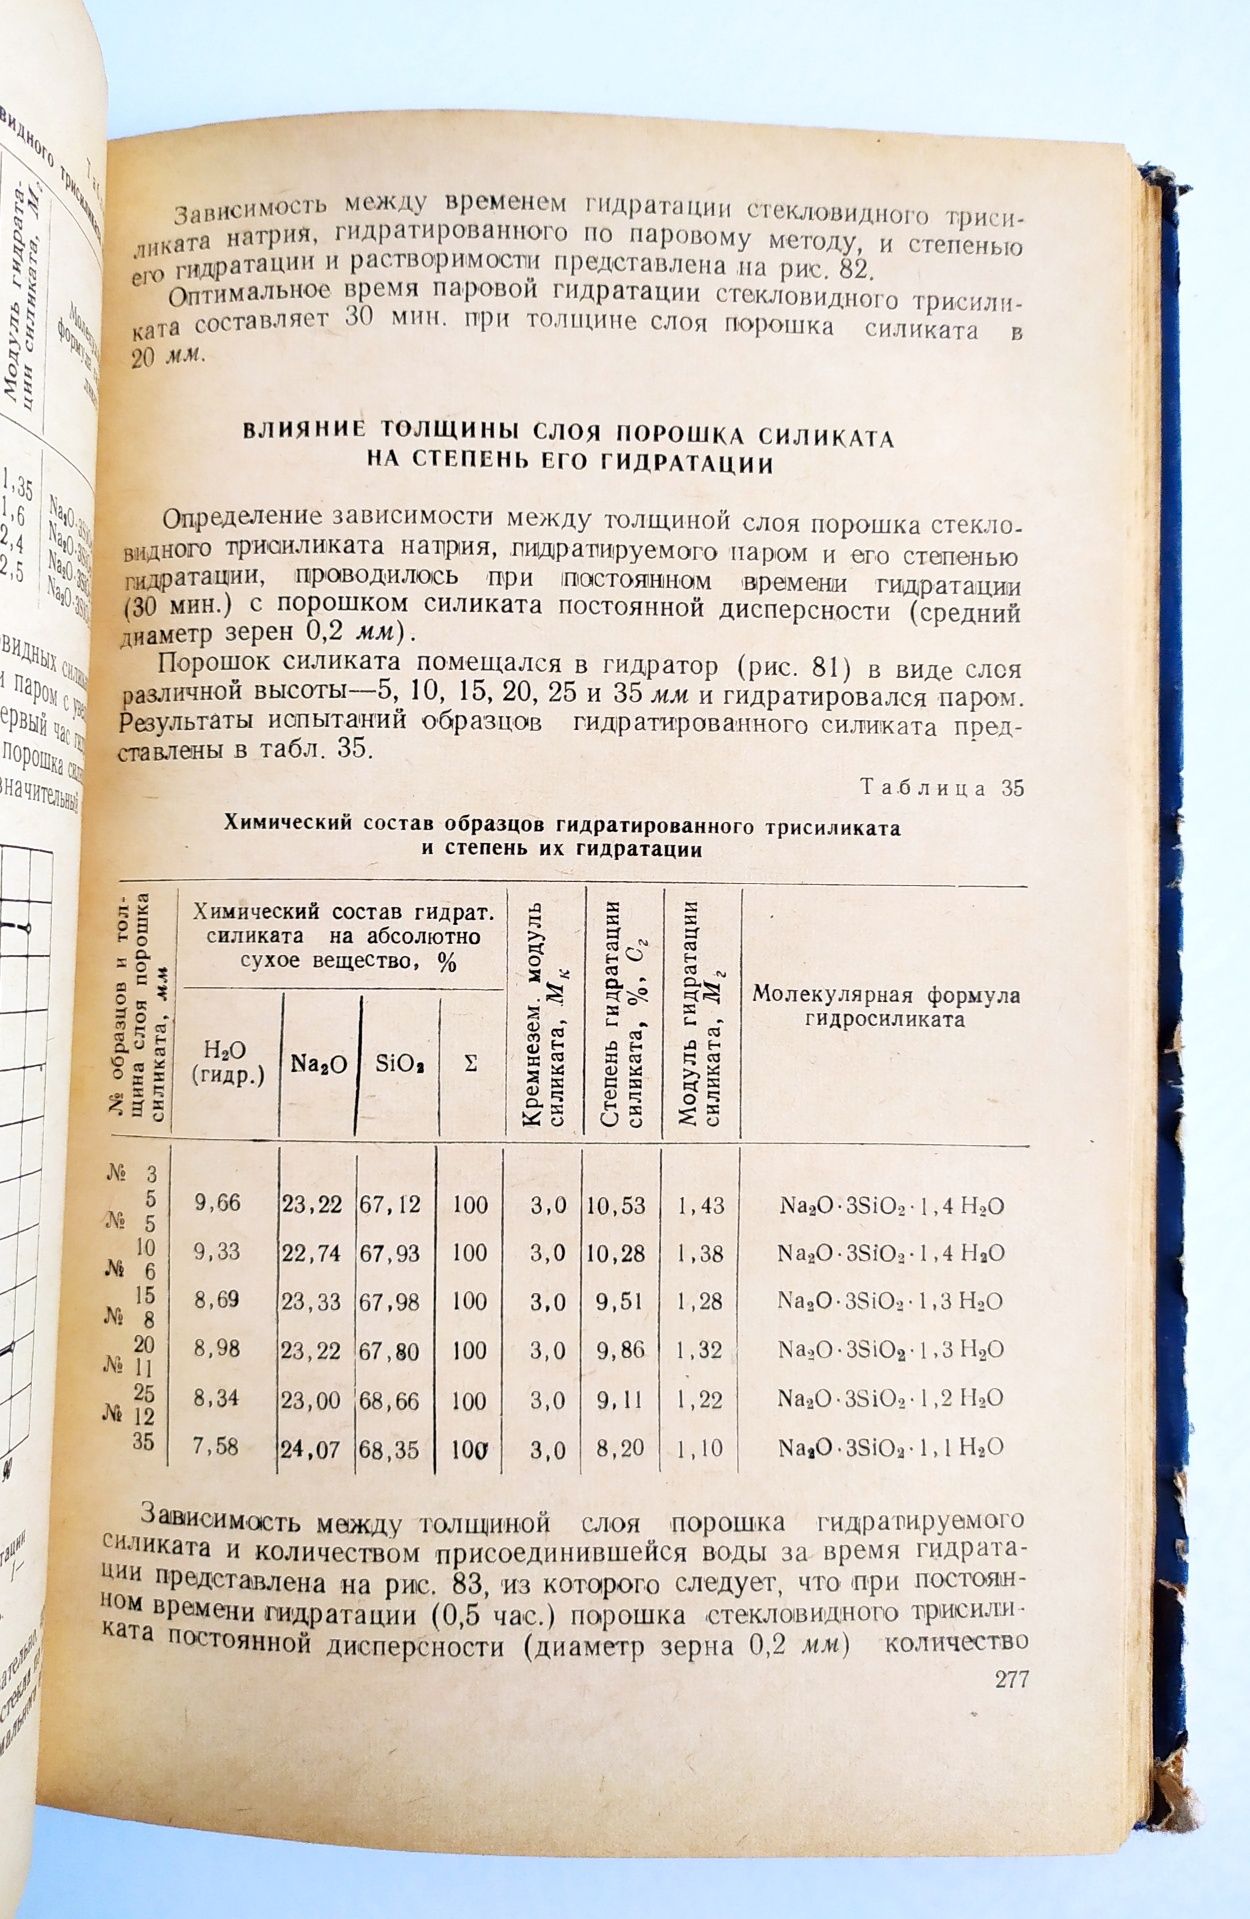 Зависимость между временем гидратации стекловидного триси-
ликата натрия, гидратированного по паровому методу, и степенью
его гидратации и растворимости представлена на рис. 82.
Оптимальное время паровой гидратации стекловидного трисили-
ката составляет 30 мин. при толщине слоя порошка силиката в
20 мм.
ВЛИЯНИЕ ТОЛЩИНЫ СЛОЯ ПОРОШКА СИЛИКАТА
НА СТЕПЕНЬ ЕГО ГИДРАТАЦИИ
Определение зависимости между толщиной слоя порошка стекло-
видного трисиликата натрия, гидратируемого паром и его степенью
гидратации, проводилось при постоянном времени гидратации
(30 мин.) с порошком силиката постоянной дисперсности (средний
диаметр зерен 0,2 мм).
Порошок силиката помещался в гидратор (рис. 81) в виде слоя
различной высоты—5, 10, 15, 20, 25 и 35 мм и гидратировался паром.
Результаты испытаний образцов гидратированного силиката пред-
ставлены в табл. 35.
Таблица 35
Химический состав образцов гидратированного трисиликата
и степень их гидратации
№ образцов и тол-
щина слоя порошка
силиката, мм
Химический состав гидрат.
силиката на абсолютно
сухое вещество, %
H₂O
(гидр.)
Na₂O
SiO₂
Σ
Кремнезем. модуль
силиката, Mк
Степень гидратации
силиката, %, Cг
Модуль гидратации
силиката, Mг
Молекулярная формула
гидросиликата
№ 3
5 9,66 23,22 67,12 100 3,0 10,53 1,43 Na₂O·3SiO₂·1,4 H₂O
№ 5
10 9,33 22,74 67,93 100 3,0 10,28 1,38 Na₂O·3SiO₂·1,4 H₂O
№ 6
15 8,69 23,33 67,98 100 3,0 9,51 1,28 Na₂O·3SiO₂·1,3 H₂O
№ 8
20 8,98 23,22 67,80 100 3,0 9,86 1,32 Na₂O·3SiO₂·1,3 H₂O
№ 11
25 8,34 23,00 68,66 100 3,0 9,11 1,22 Na₂O·3SiO₂·1,2 H₂O
№ 12
35 7,58 24,07 68,35 100 3,0 8,20 1,10 Na₂O·3SiO₂·1,1 H₂O
Зависимость между толщиной слоя порошка гидратируемого
силиката и количеством присоединившейся воды за время гидрата-
ции представлена на рис. 83, из которого следует, что при постоян-
ном времени гидратации (0,5 час.) порошка стекловидного трисили-
ката постоянной дисперсности (диаметр зерна 0,2 мм) количество
277